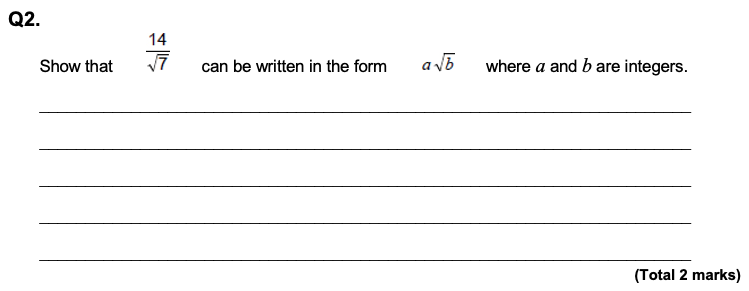 Q2.
Show that 14/√7 can be written in the form a√b where a and b are integers.
(Total 2 marks)